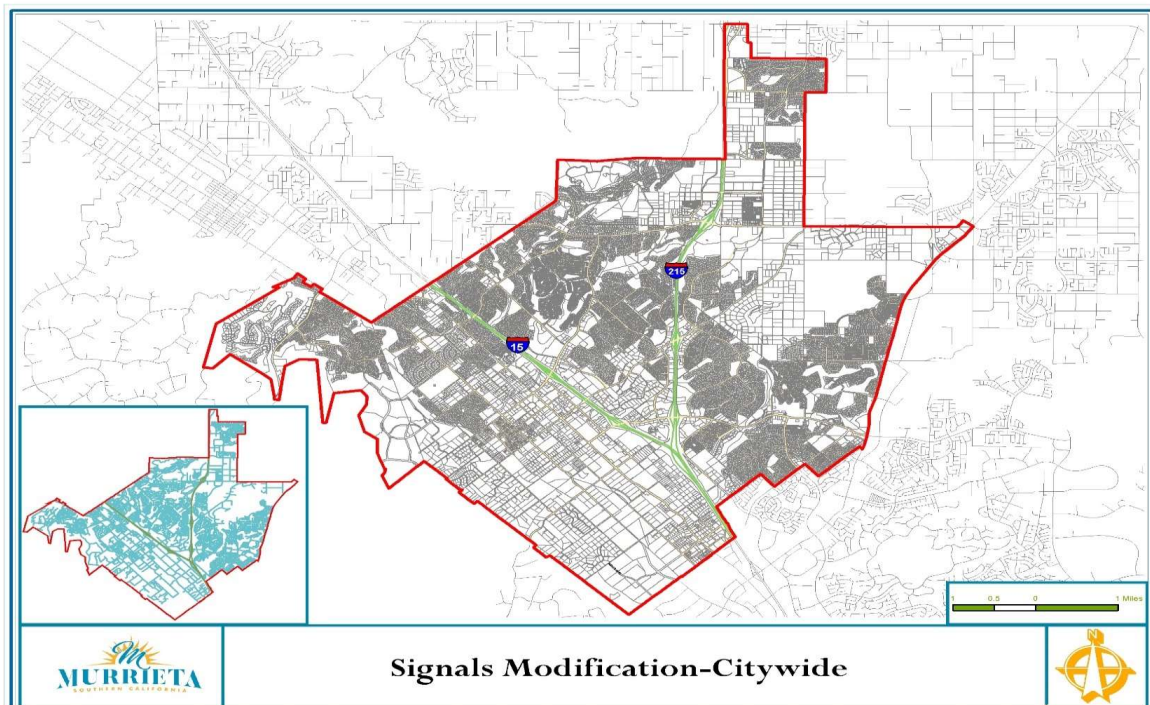 215
15
1 0.5 0 1 Miles
M
MURRIETA
SOUTHERN CALIFORNIA
Signals Modification-Citywide
N